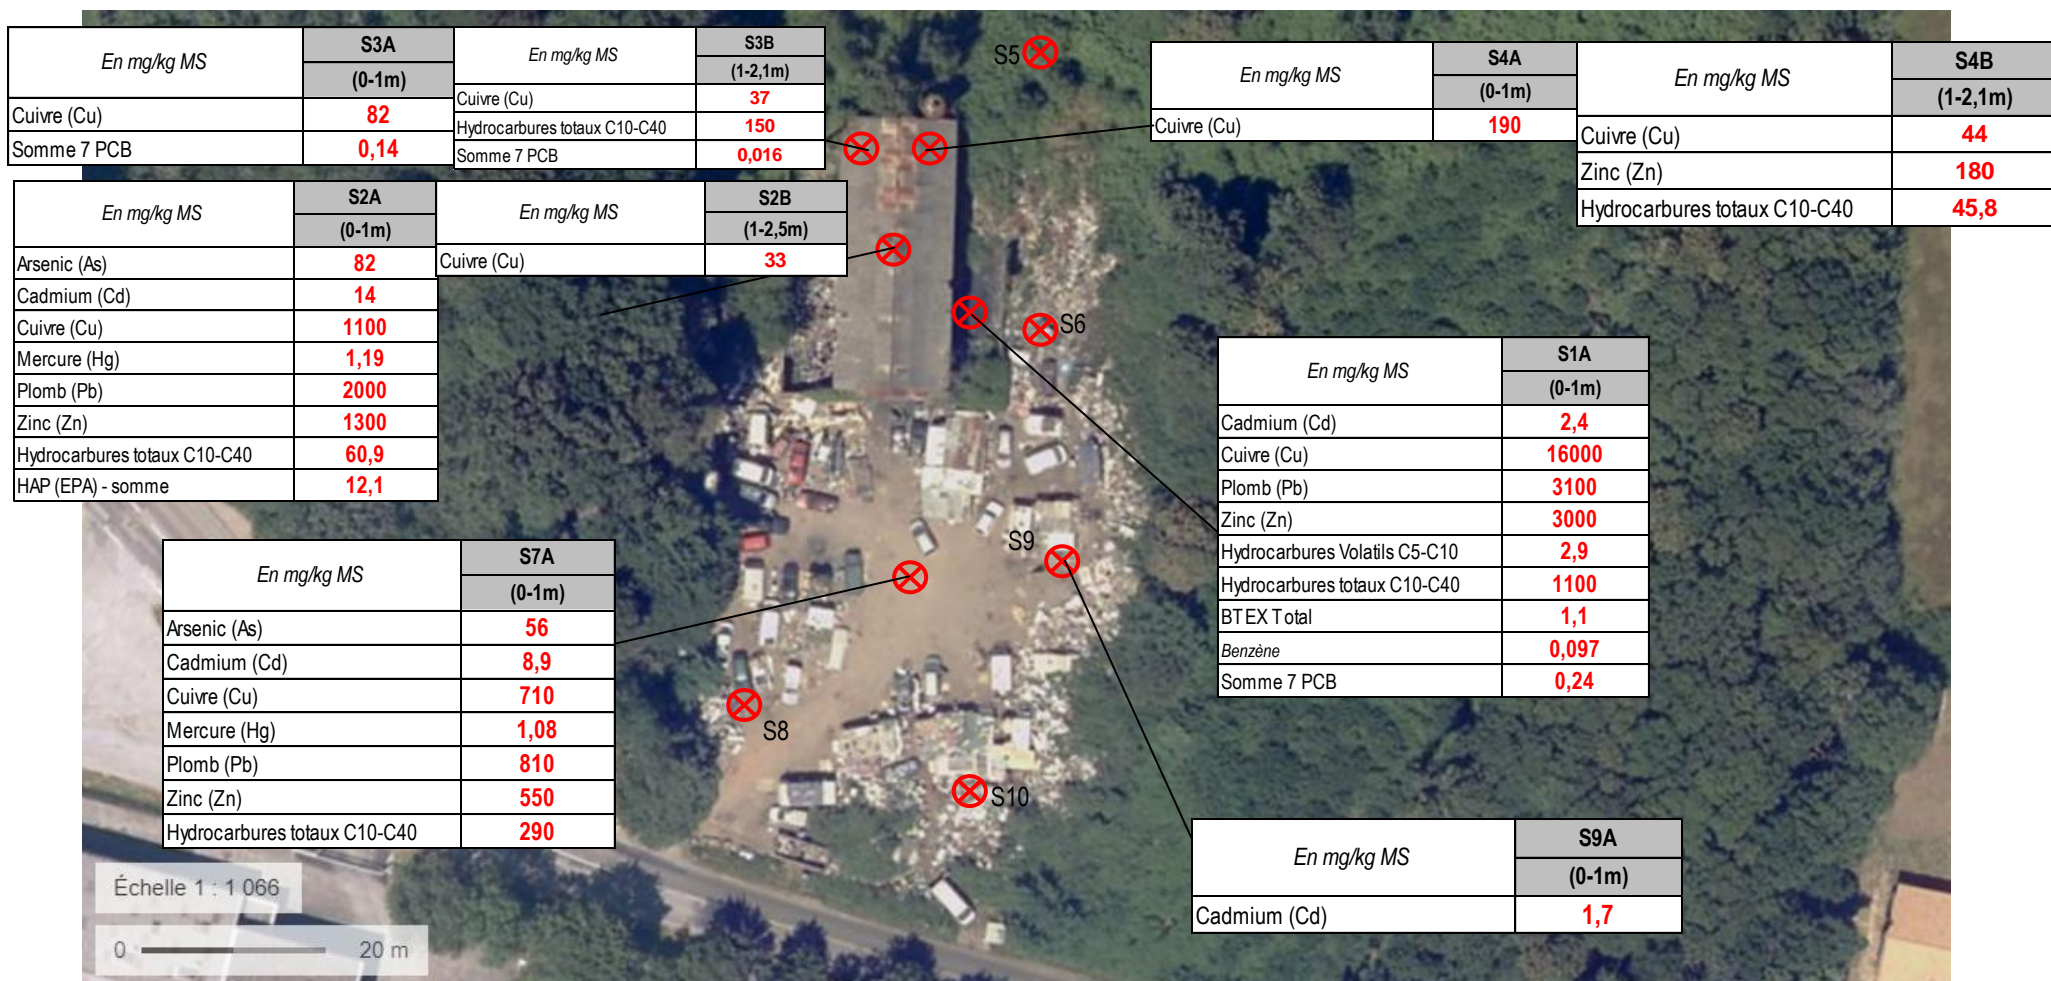 En mg/kg MS
S3A
(0-1m)
Cuivre (Cu) 82
Somme 7 PCB 0,14
En mg/kg MS
S3B
(1-2,1m)
Cuivre (Cu) 37
Hydrocarbures totaux C10-C40 150
Somme 7 PCB 0,016
S5
En mg/kg MS
S4A
(0-1m)
Cuivre (Cu) 190
En mg/kg MS
S4B
(1-2,1m)
Cuivre (Cu) 44
Zinc (Zn) 180
Hydrocarbures totaux C10-C40 45,8
En mg/kg MS
S2A
(0-1m)
Arsenic (As) 82
Cadmium (Cd) 14
Cuivre (Cu) 1100
Mercure (Hg) 1,19
Plomb (Pb) 2000
Zinc (Zn) 1300
Hydrocarbures totaux C10-C40 60,9
HAP (EPA) - somme 12,1
En mg/kg MS
S2B
(1-2,5m)
Cuivre (Cu) 33
S6
En mg/kg MS
S1A
(0-1m)
Cadmium (Cd) 2,4
Cuivre (Cu) 16000
Plomb (Pb) 3100
Zinc (Zn) 3000
Hydrocarbures Volatils C5-C10 2,9
Hydrocarbures totaux C10-C40 1100
BTEX Total 1,1
Benzène 0,097
Somme 7 PCB 0,24
S9
En mg/kg MS
S7A
(0-1m)
Arsenic (As) 56
Cadmium (Cd) 8,9
Cuivre (Cu) 710
Mercure (Hg) 1,08
Plomb (Pb) 810
Zinc (Zn) 550
Hydrocarbures totaux C10-C40 290
S8
S10
En mg/kg MS
S9A
(0-1m)
Cadmium (Cd) 1,7
Échelle 1 : 1 066
0 20 m